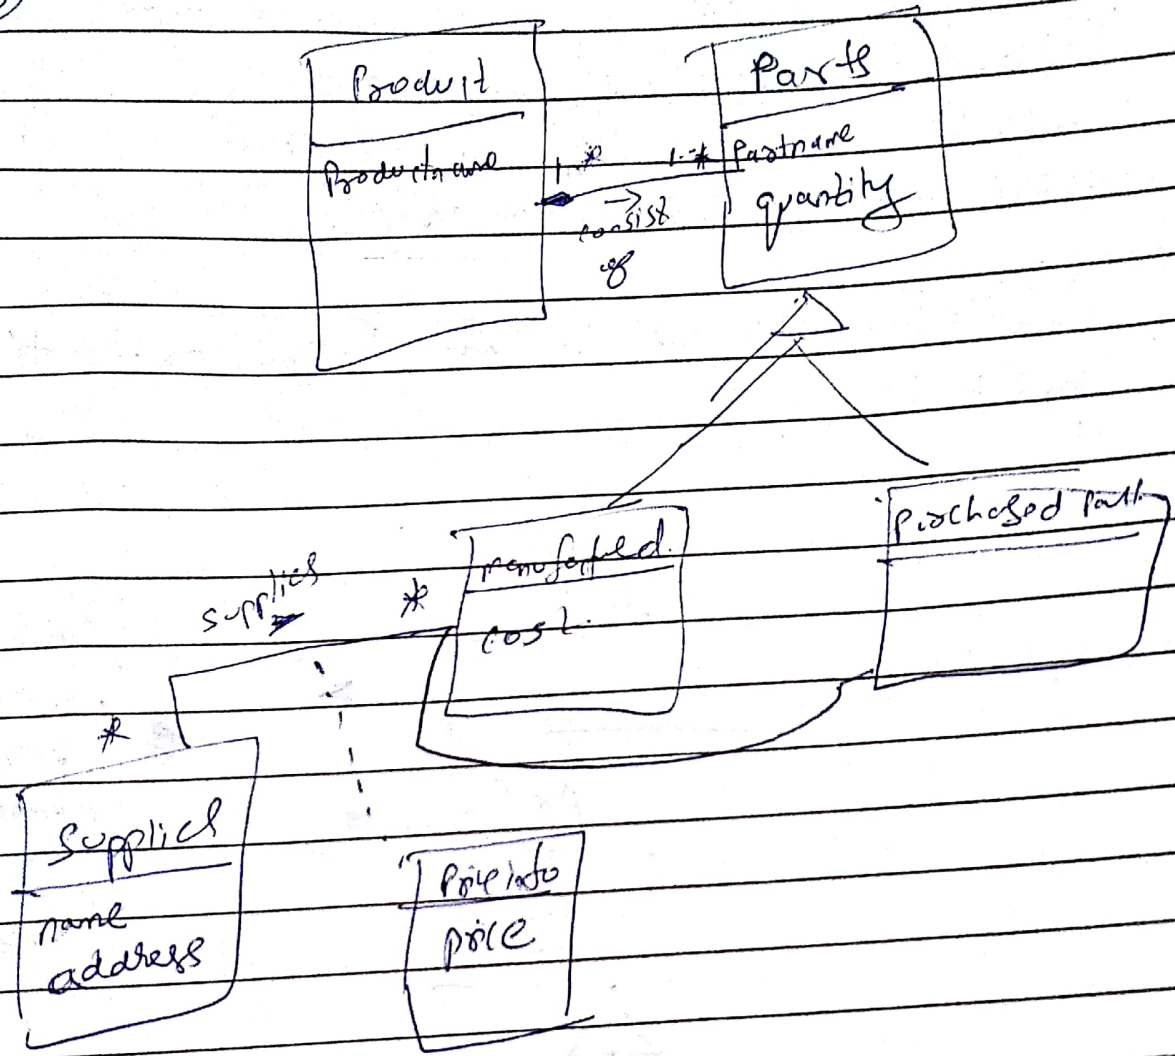 Product
Productname
1 *
1..*
consist
of
Parts
Partname
quantity
Purchased Part
cost
supplies
*
*
Supplier
name
address
Price info
price